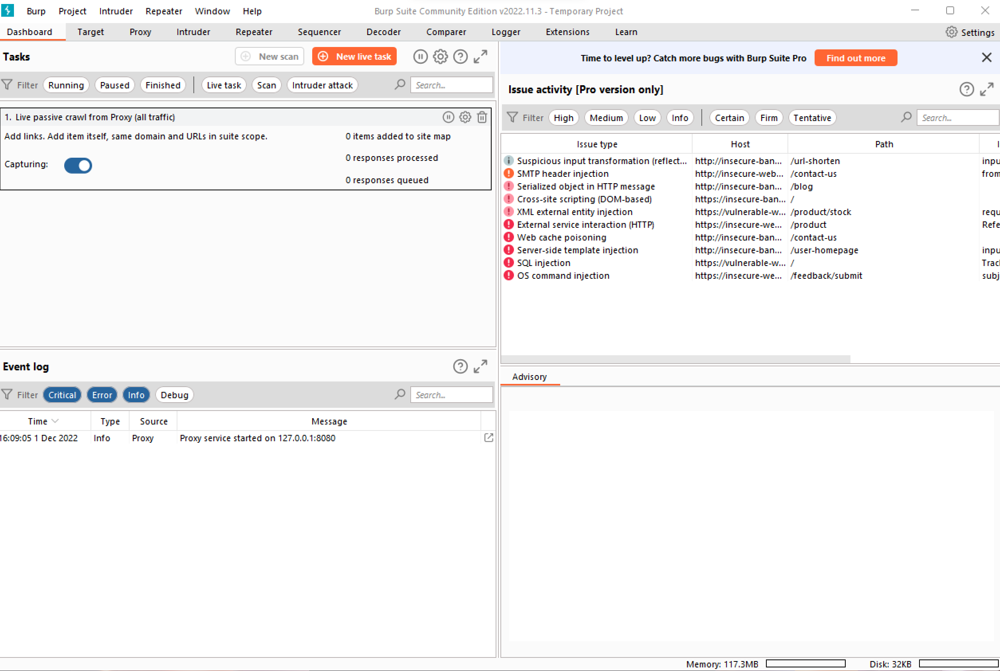 Burp Project Intruder Repeater Window Help Burp Suite Community Edition v2022.11.3 - Temporary Project
Dashboard Target Proxy Intruder Repeater Sequencer Decoder Comparer Logger Extensions Learn Settings
Tasks New scan New live task
Filter Running Paused Finished Live task Scan Intruder attack Search...
1. Live passive crawl from Proxy (all traffic)
Add links. Add item itself, same domain and URLs in suite scope. 0 items added to site map
0 responses processed
Capturing:
0 responses queued
Event log
Filter Critical Error Info Debug Search...
Time Type Source Message
16:09:05 1 Dec 2022 Info Proxy Proxy service started on 127.0.0.1:8080
Time to level up? Catch more bugs with Burp Suite Pro Find out more
Issue activity [Pro version only]
Filter High Medium Low Info Certain Firm Tentative Search...
Issue type Host Path
Suspicious input transformation (reflect... http://insecure-ban... /url-shorten inpu
SMTP header injection http://insecure-web... /contact-us from
Serialized object in HTTP message http://insecure-ban... /blog
Cross-site scripting (DOM-based) https://insecure-ban... /
XML external entity injection https://vulnerable-w... /product/stock requ
External service interaction (HTTP) https://insecure-we... /product Refe
Web cache poisoning http://insecure-ban... /contact-us
Server-side template injection http://insecure-ban... /user-homepage inpu
SQL injection https://vulnerable-w... / Trac
OS command injection https://insecure-we... /feedback/submit subj
Advisory
Memory: 117.3MB Disk: 32KB